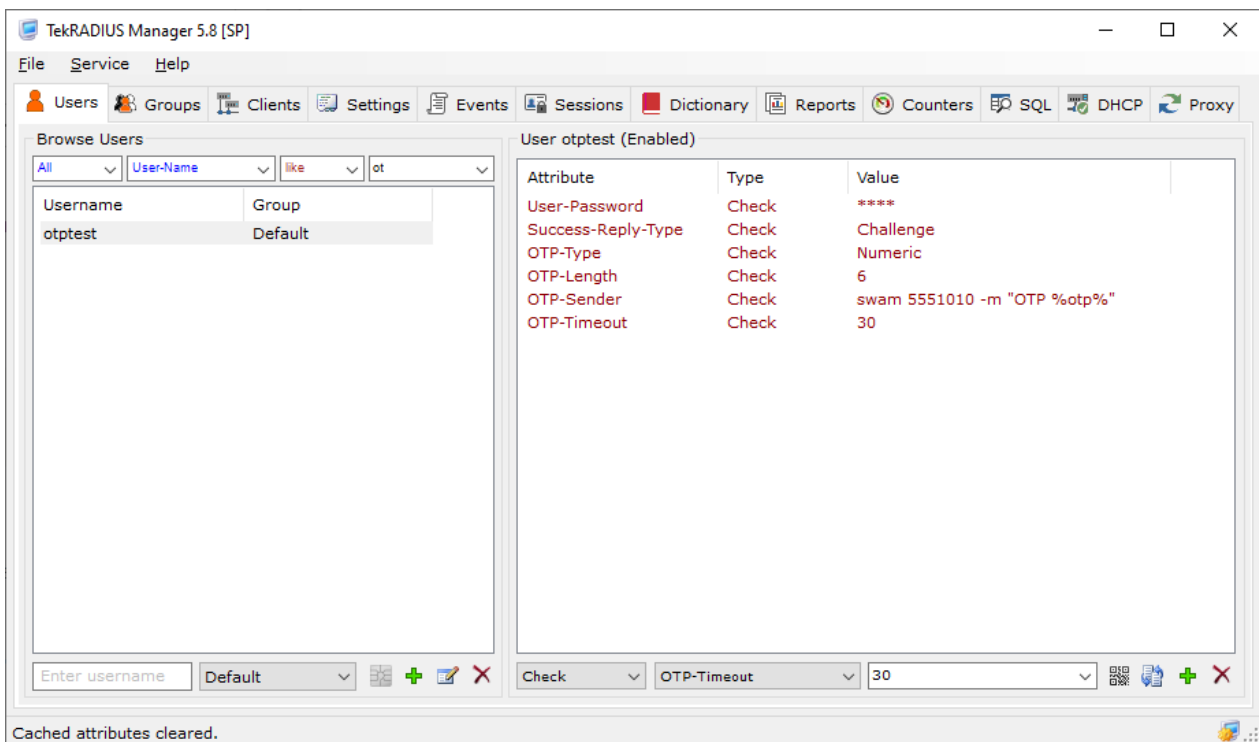 TekRADIUS Manager 5.8 [SP]
File Service Help
Users Groups Clients Settings Events Sessions Dictionary Reports Counters SQL DHCP Proxy
Browse Users
All User-Name like ot
Username Group
otptest Default
Enter username Default
User otptest (Enabled)
Attribute Type Value
User-Password Check ****
Success-Reply-Type Check Challenge
OTP-Type Check Numeric
OTP-Length Check 6
OTP-Sender Check swam 5551010 -m "OTP %otp%"
OTP-Timeout Check 30
Check OTP-Timeout 30
Cached attributes cleared.